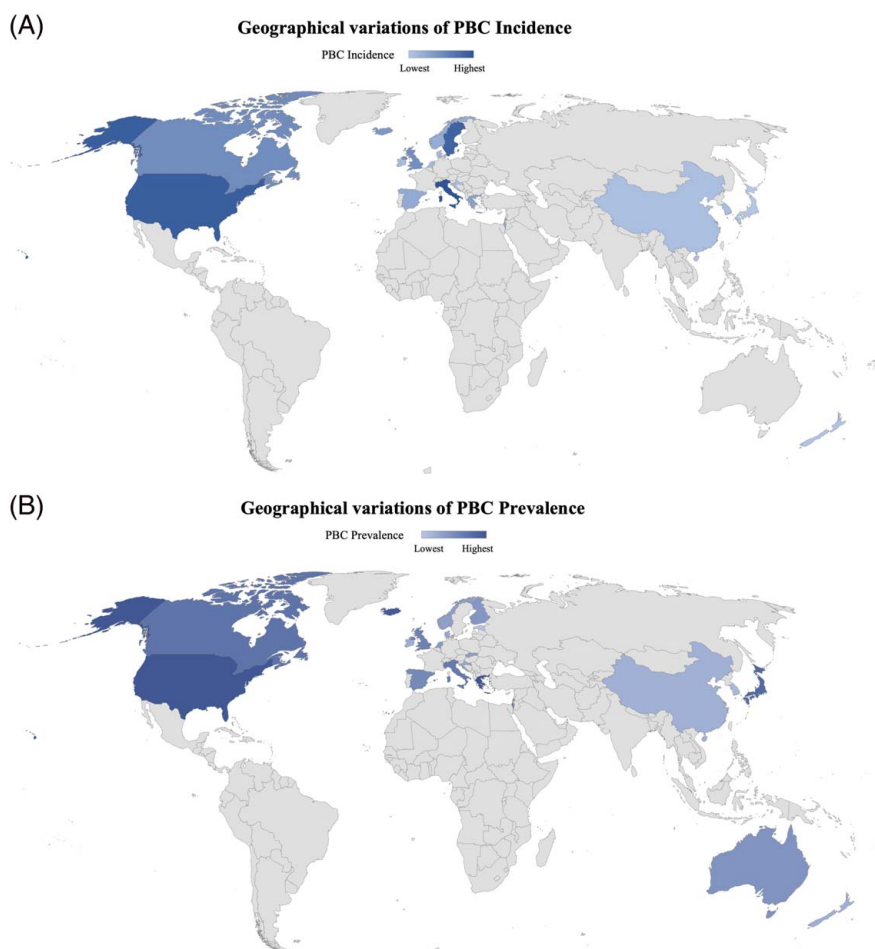 (A)
Geographical variations of PBC Incidence
PBC Incidence
Lowest Highest
(B)
Geographical variations of PBC Prevalence
PBC Prevalence
Lowest Highest